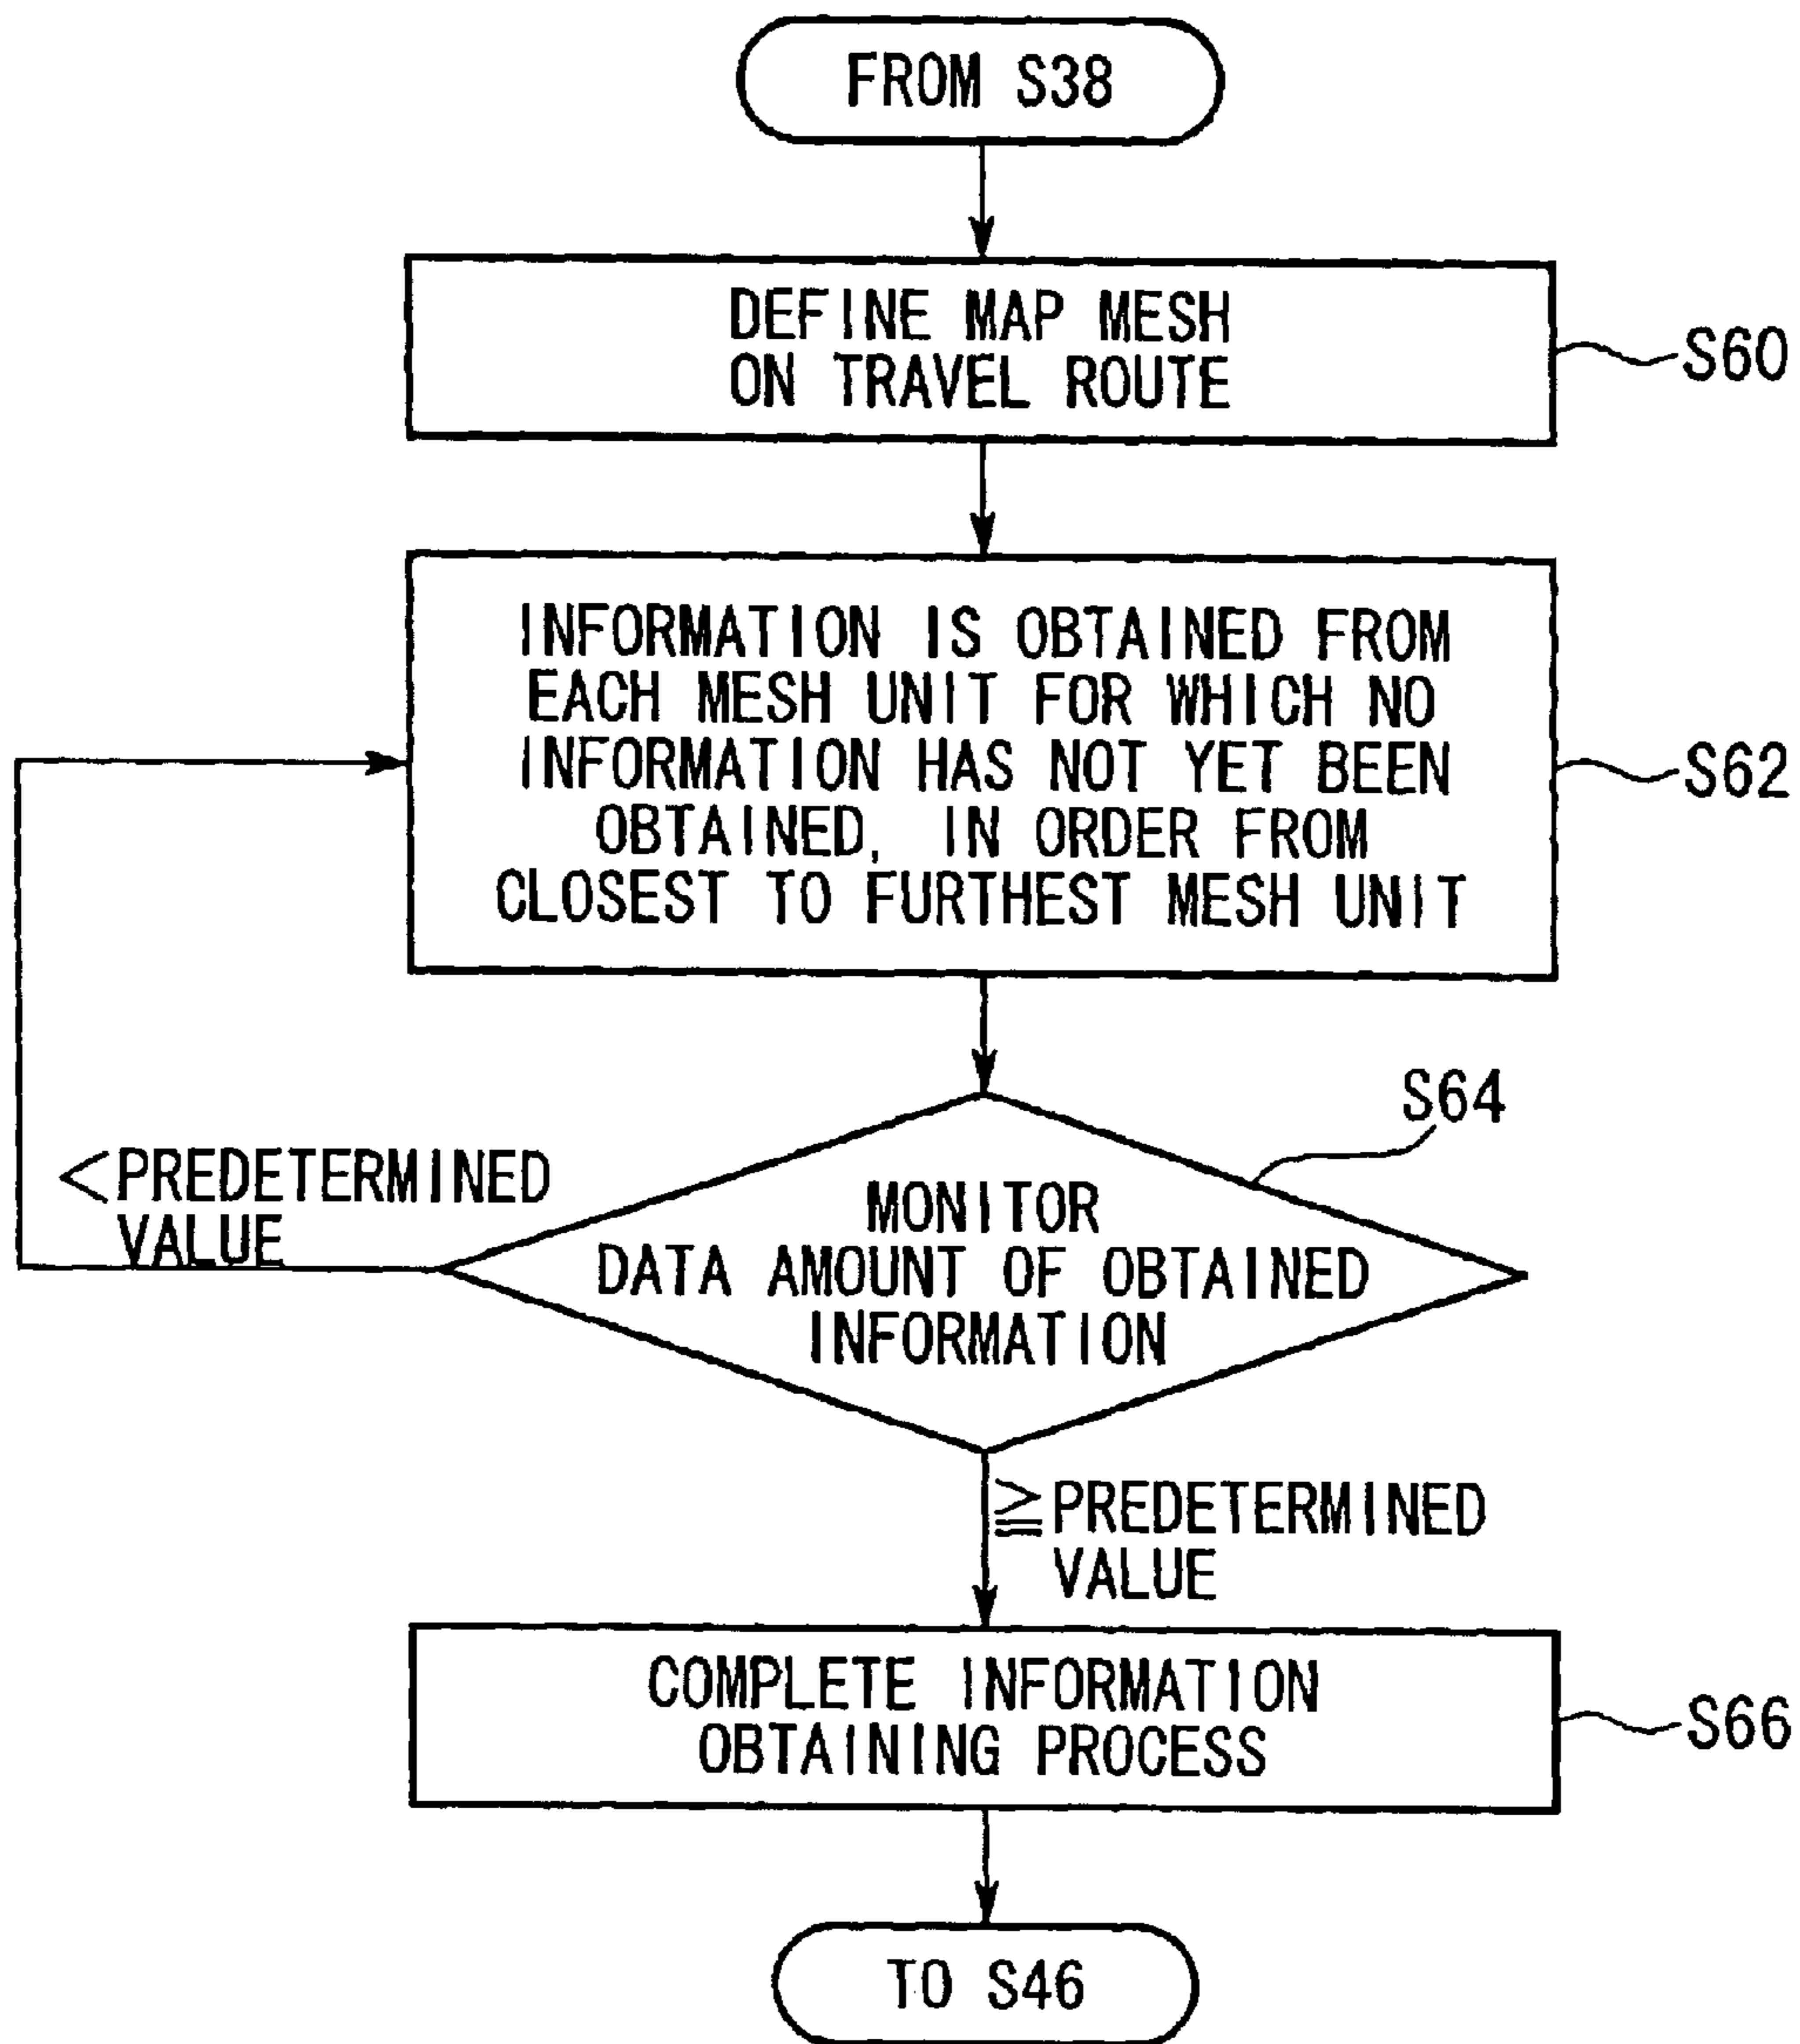 FROM S38
DEFINE MAP MESH
ON TRAVEL ROUTE
S60
INFORMATION IS OBTAINED FROM
EACH MESH UNIT FOR WHICH NO
INFORMATION HAS NOT YET BEEN
OBTAINED, IN ORDER FROM
CLOSEST TO FURTHEST MESH UNIT
S62
S64
<PREDETERMINED
VALUE
MONITOR
DATA AMOUNT OF OBTAINED
INFORMATION
≧PREDETERMINED
VALUE
COMPLETE INFORMATION
OBTAINING PROCESS
S66
TO S46